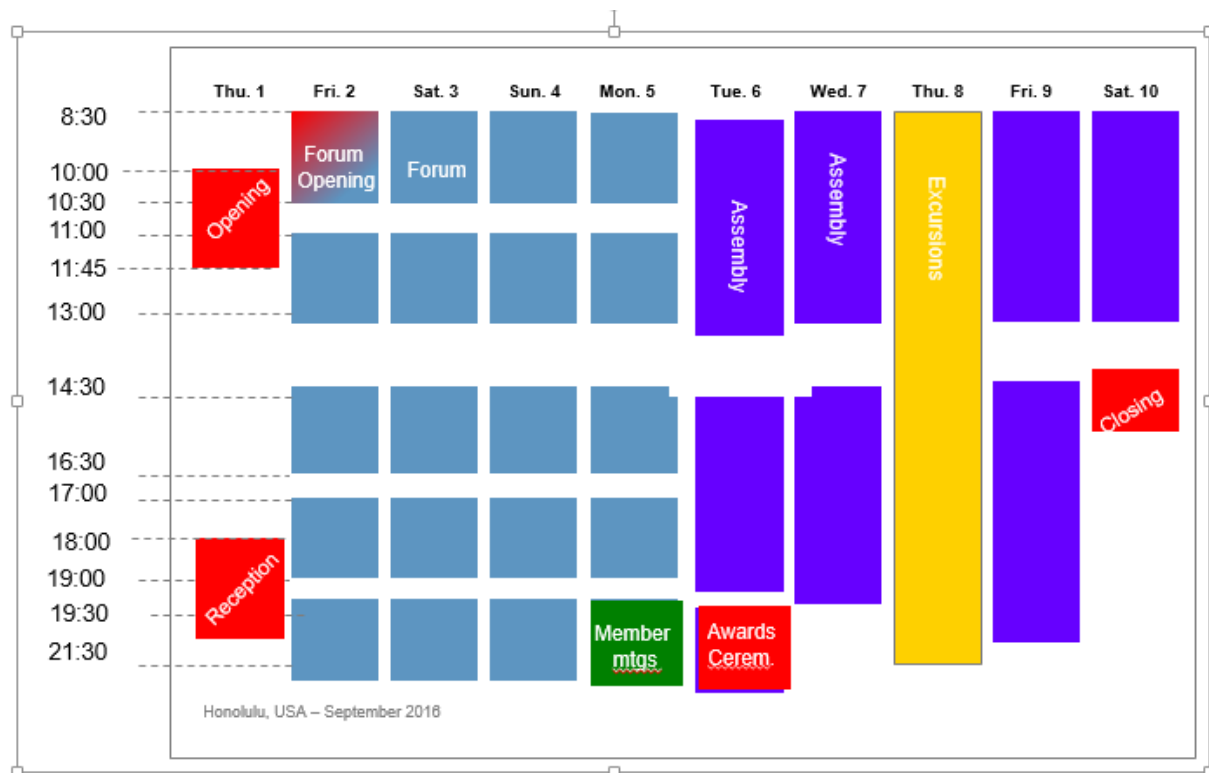 Thu. 1 Fri. 2 Sat. 3 Sun. 4 Mon. 5 Tue. 6 Wed. 7 Thu. 8 Fri. 9 Sat. 10
8:30
10:00
10:30
11:00
11:45
13:00
14:30
16:30
17:00
18:00
19:00
19:30
21:30
Opening
Reception
Forum
Opening
Forum
Member
mtgs
Assembly
Awards
Cerem.
Assembly
Excursions
Closing
Honolulu, USA – September 2016